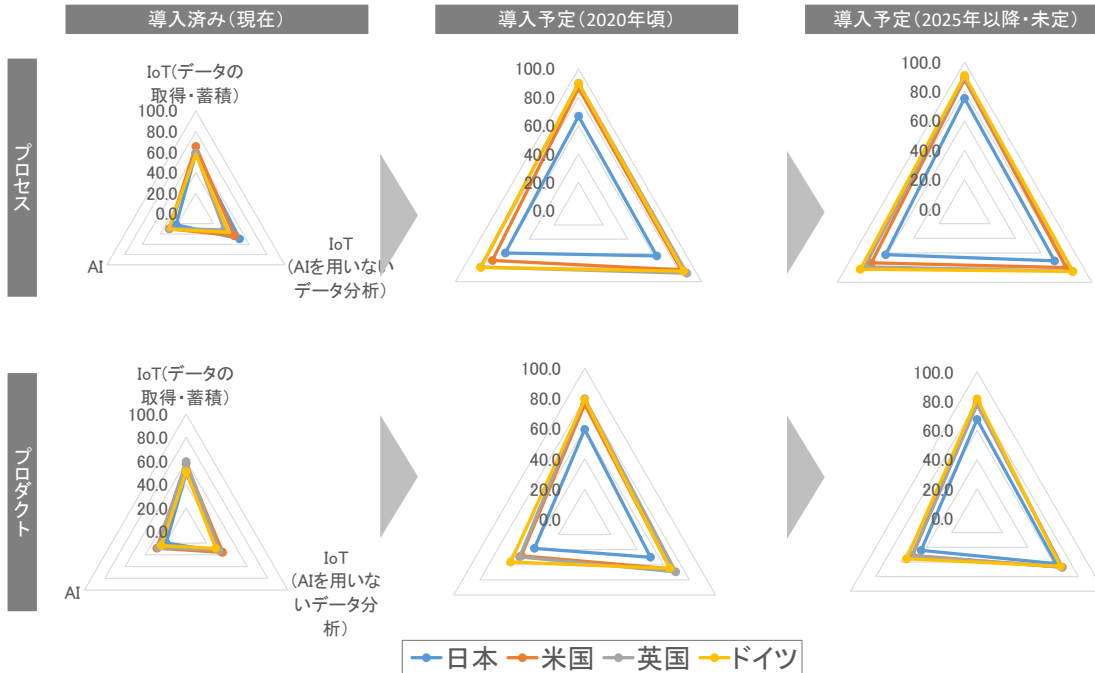 導入済み(現在)
導入予定(2020年頃)
導入予定(2025年以降・未定)
プロセス
IoT(データの
取得・蓄積)
100.0
80.0
60.0
40.0
20.0
0.0
AI
IoT
(AIを用いない
データ分析)
100.0
80.0
60.0
40.0
20.0
0.0
100.0
80.0
60.0
40.0
20.0
0.0
プロダクト
IoT(データの
取得・蓄積)
100.0
80.0
60.0
40.0
20.0
0.0
AI
IoT
(AIを用いな
いデータ分
析)
100.0
80.0
60.0
40.0
20.0
0.0
100.0
80.0
60.0
40.0
20.0
0.0
日本 米国 英国 ドイツ